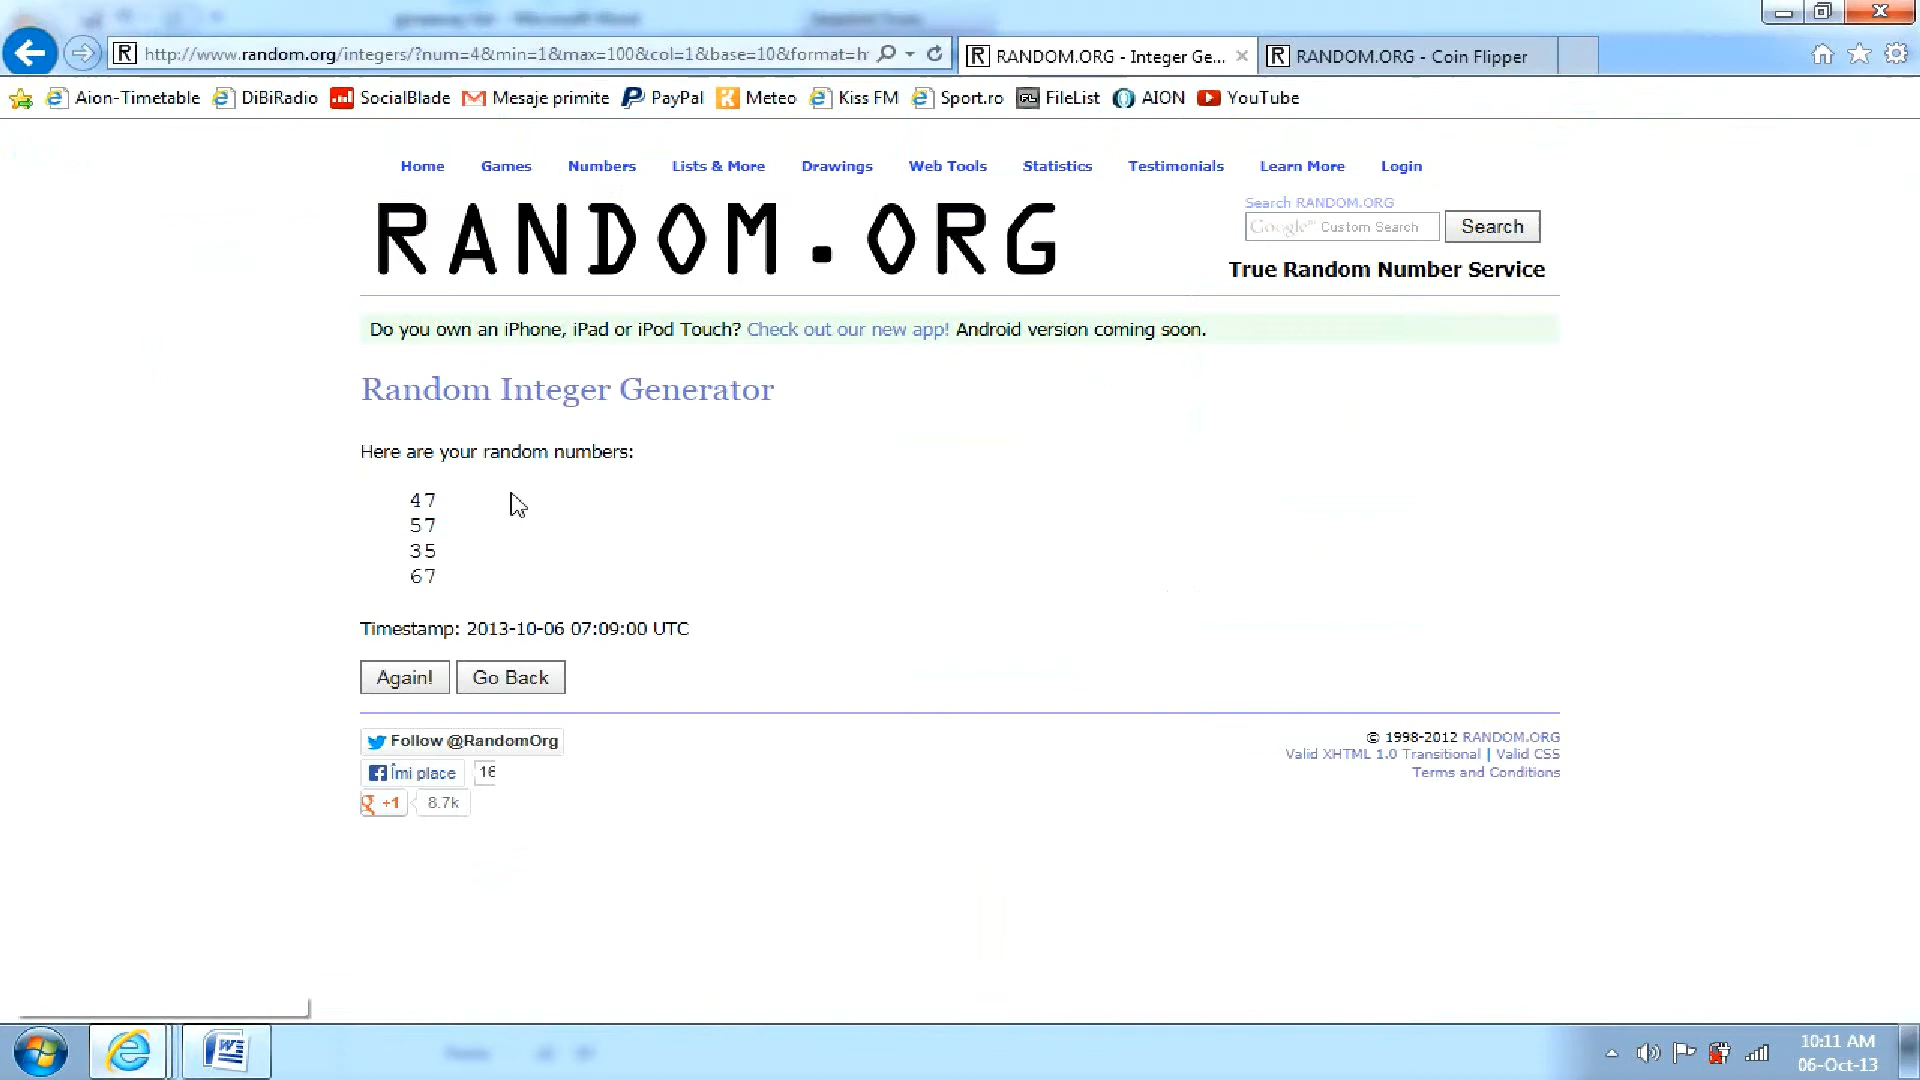 http://www.random.org/integers/?num=4&min=1&max=100&col=1&base=10&format=h
RANDOM.ORG - Integer Ge...
RANDOM.ORG - Coin Flipper
Aion-Timetable DiBiRadio SocialBlade Mesaje primite PayPal Meteo Kiss FM Sport.ro FileList AION YouTube
Home Games Numbers Lists & More Drawings Web Tools Statistics Testimonials Learn More Login
RANDOM.ORG
Search RANDOM.ORG
Google™ Custom Search Search
True Random Number Service
Do you own an iPhone, iPad or iPod Touch? Check out our new app! Android version coming soon.
Random Integer Generator
Here are your random numbers:
47
57
35
67
Timestamp: 2013-10-06 07:09:00 UTC
Again! Go Back
Follow @RandomOrg
Îmi place 16
+1 8.7k
© 1998-2012 RANDOM.ORG
Valid XHTML 1.0 Transitional | Valid CSS
Terms and Conditions
10:11 AM
06-Oct-13